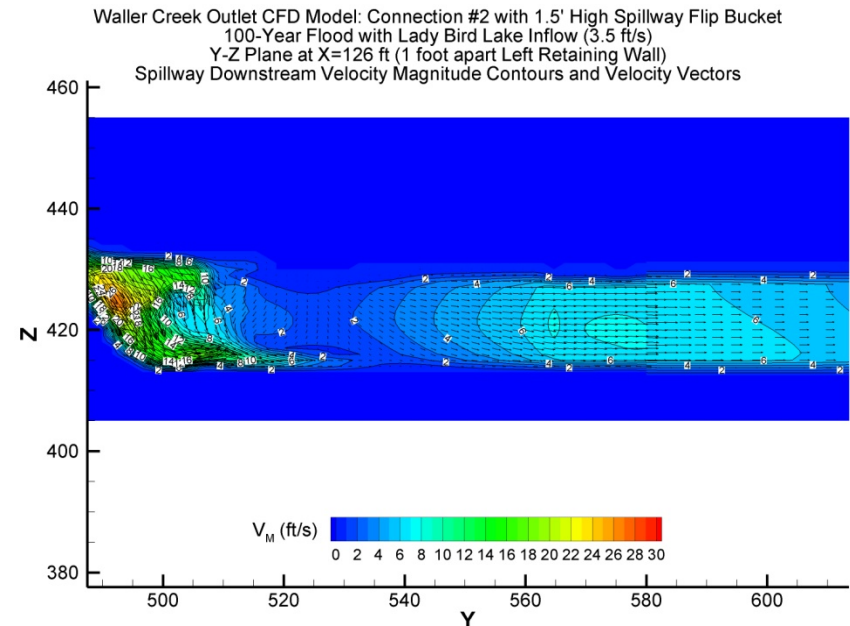 Waller Creek Outlet CFD Model: Connection #2 with 1.5' High Spillway Flip Bucket
100-Year Flood with Lady Bird Lake Inflow (3.5 ft/s)
Y-Z Plane at X=126 ft (1 foot apart Left Retaining Wall)
Spillway Downstream Velocity Magnitude Contours and Velocity Vectors
460
440
Z
420
400
380
V_M (ft/s)
0 2 4 6 8 10 12 14 16 18 20 22 24 26 28 30
500 520 540 560 580 600
Y